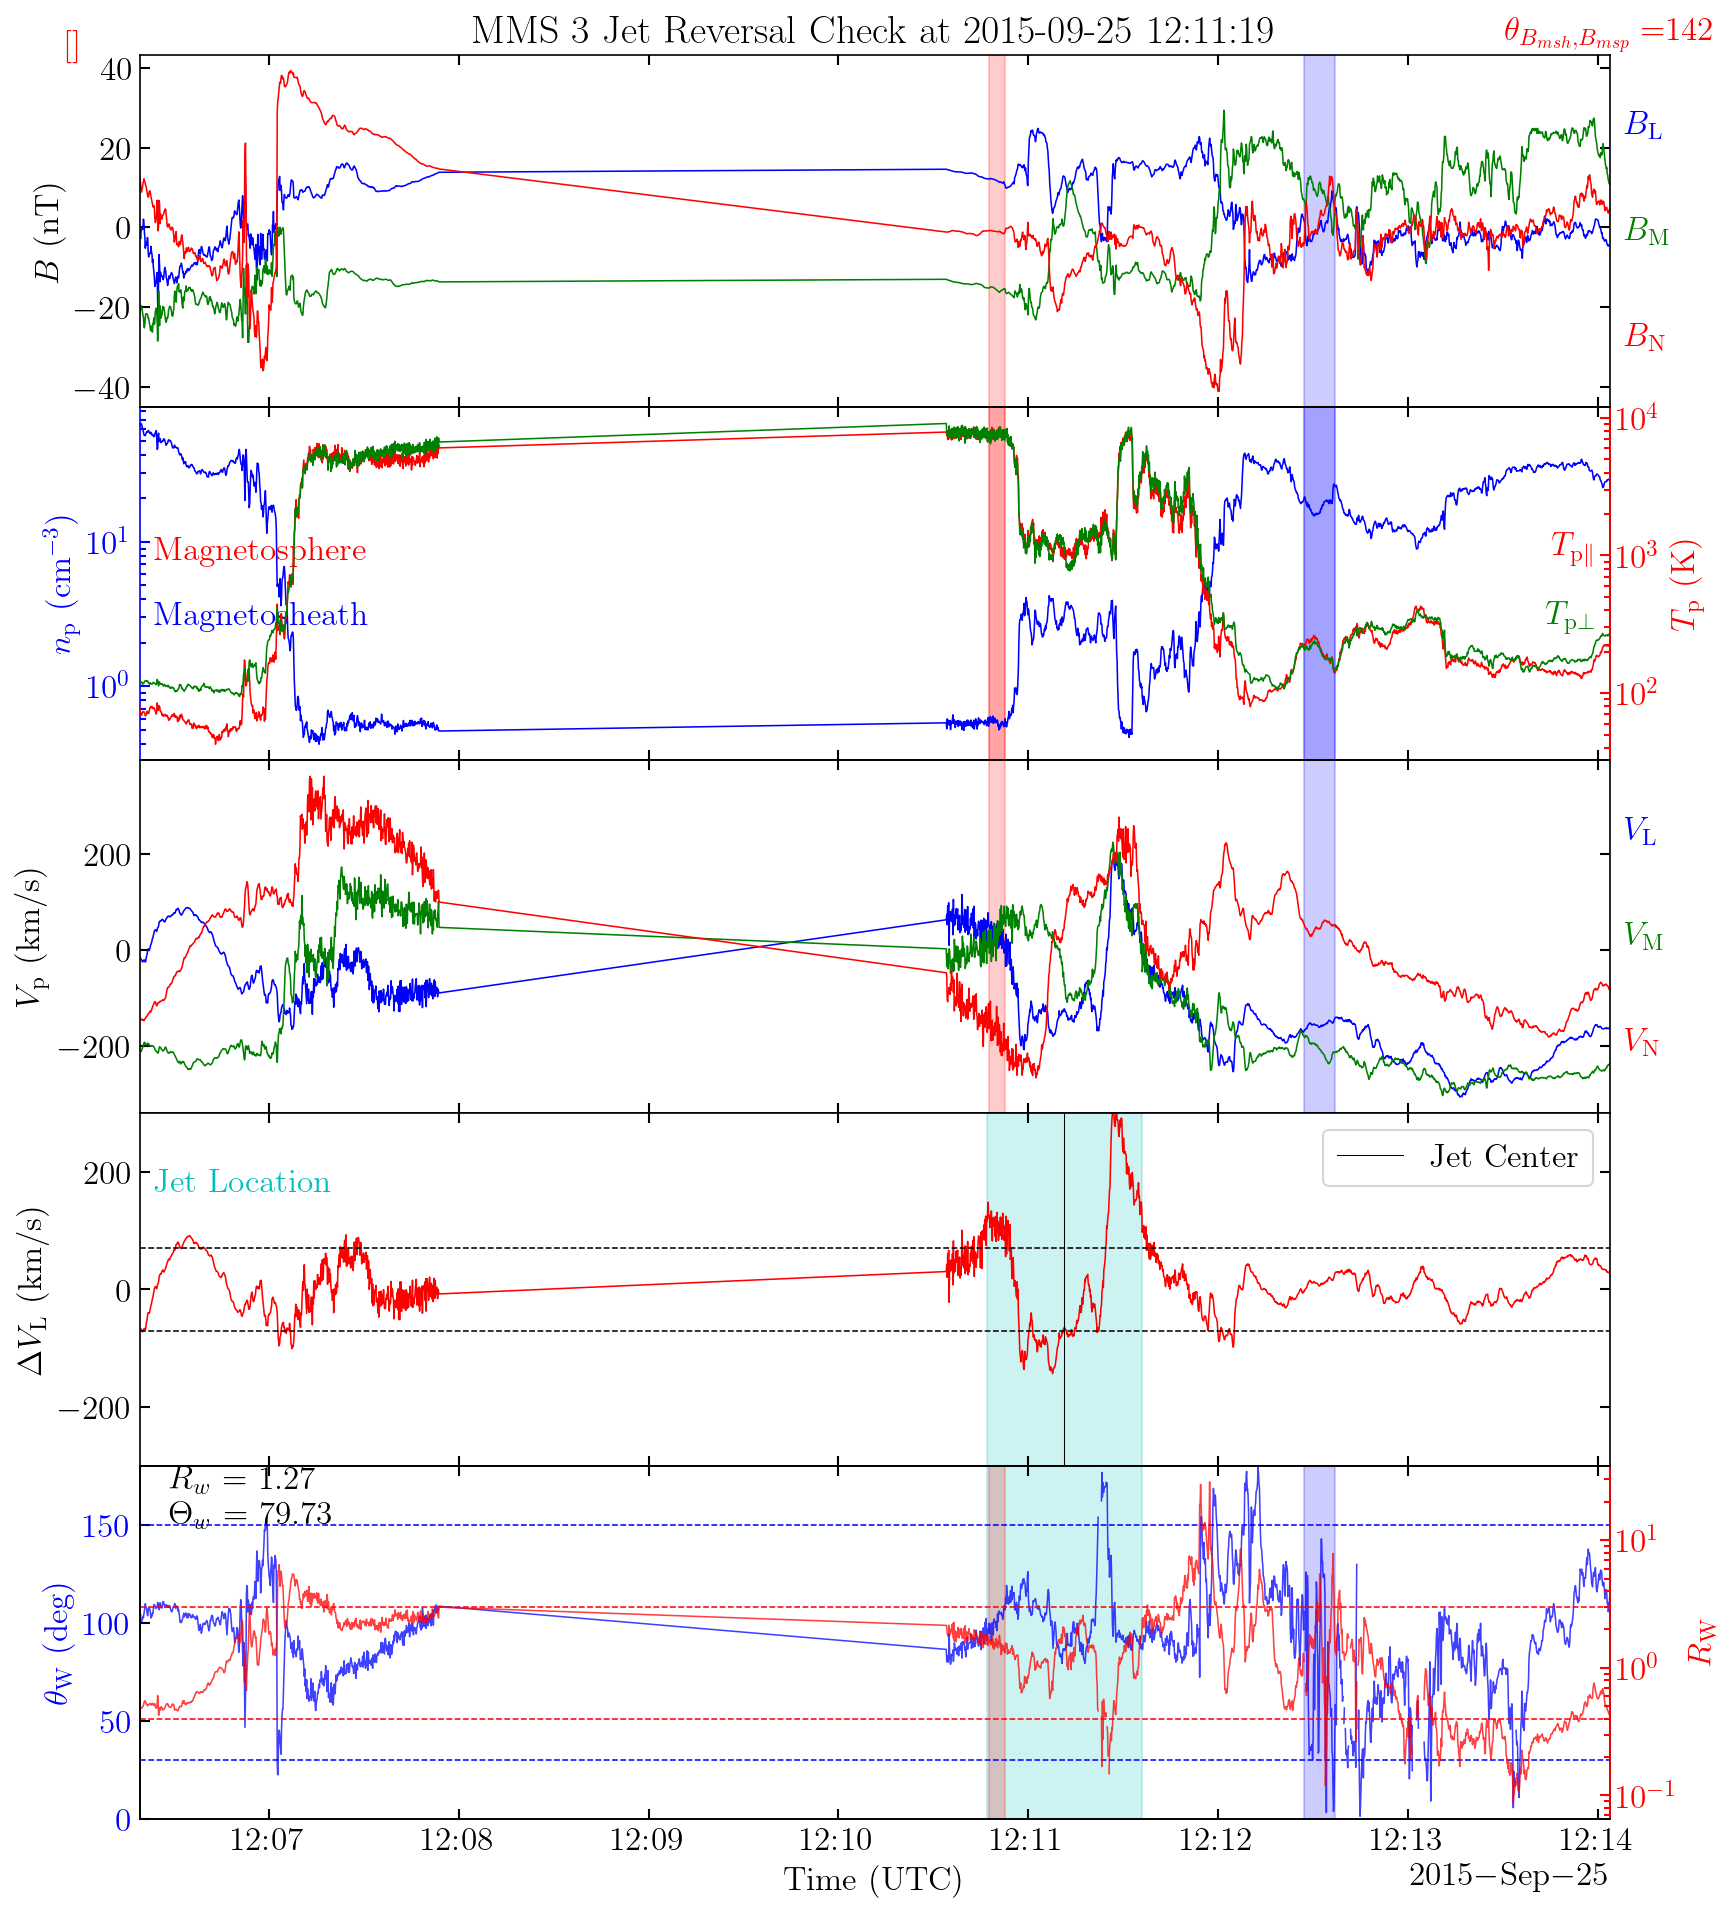 MMS 3 Jet Reversal Check at 2015-09-25 12:11:19
θ_{B_{msh},B_{msp}} =142
40
20
0
−20
−40
B (nT)
B_L
B_M
B_N
10^1
10^0
n_p (cm^{−3})
Magnetosphere
Magnetosheath
10^4
10^3
10^2
T_{p∥}
T_{p⊥}
T_p (K)
200
0
−200
V_p (km/s)
V_L
V_M
V_N
200
0
−200
ΔV_L (km/s)
Jet Location
Jet Center
R_w = 1.27
Θ_w = 79.73
150
100
50
0
θ_W (deg)
10^1
10^0
10^{−1}
R_W
12:07 12:08 12:09 12:10 12:11 12:12 12:13 12:14
Time (UTC)
2015−Sep−25